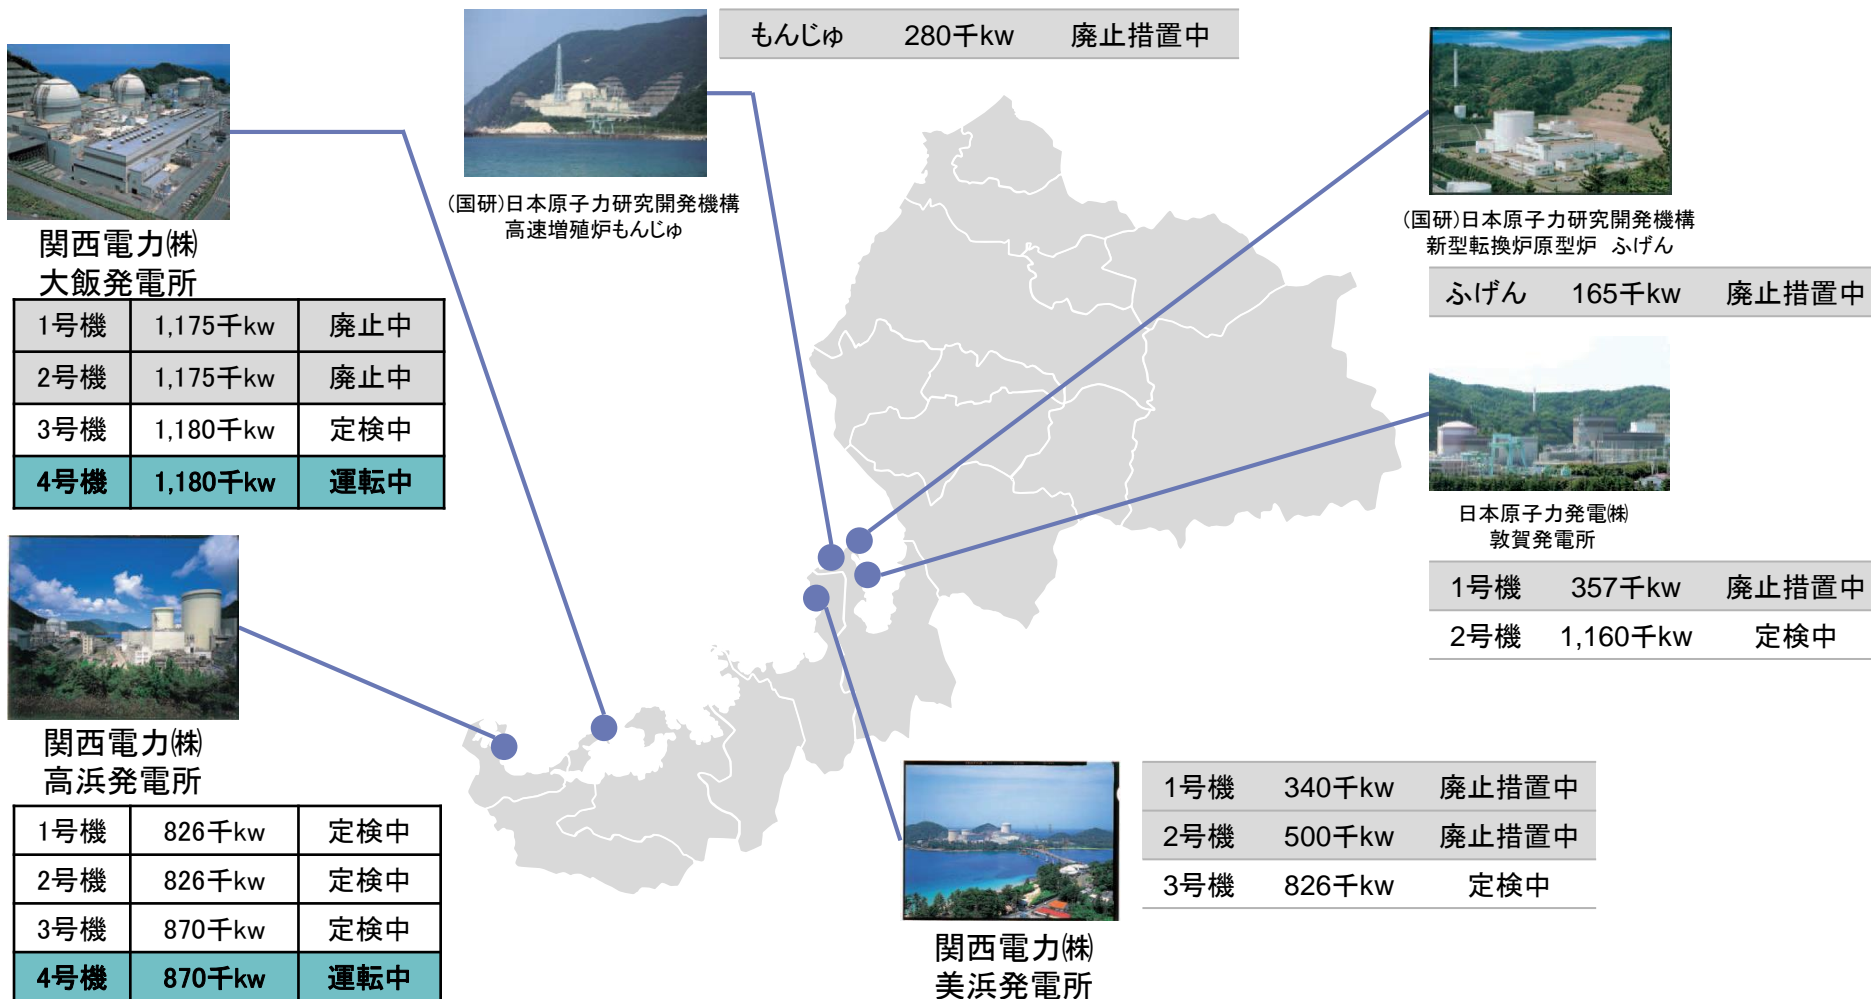 もんじゅ 280千kw 廃止措置中
(国研)日本原子力研究開発機構
高速増殖炉もんじゅ
(国研)日本原子力研究開発機構
新型転換炉原型炉 ふげん
ふげん 165千kw 廃止措置中
関西電力㈱
大飯発電所
1号機 1,175千kw 廃止中
2号機 1,175千kw 廃止中
3号機 1,180千kw 定検中
4号機 1,180千kw 運転中
日本原子力発電㈱
敦賀発電所
1号機 357千kw 廃止措置中
2号機 1,160千kw 定検中
関西電力㈱
高浜発電所
1号機 826千kw 定検中
2号機 826千kw 定検中
3号機 870千kw 定検中
4号機 870千kw 運転中
1号機 340千kw 廃止措置中
2号機 500千kw 廃止措置中
3号機 826千kw 定検中
関西電力㈱
美浜発電所